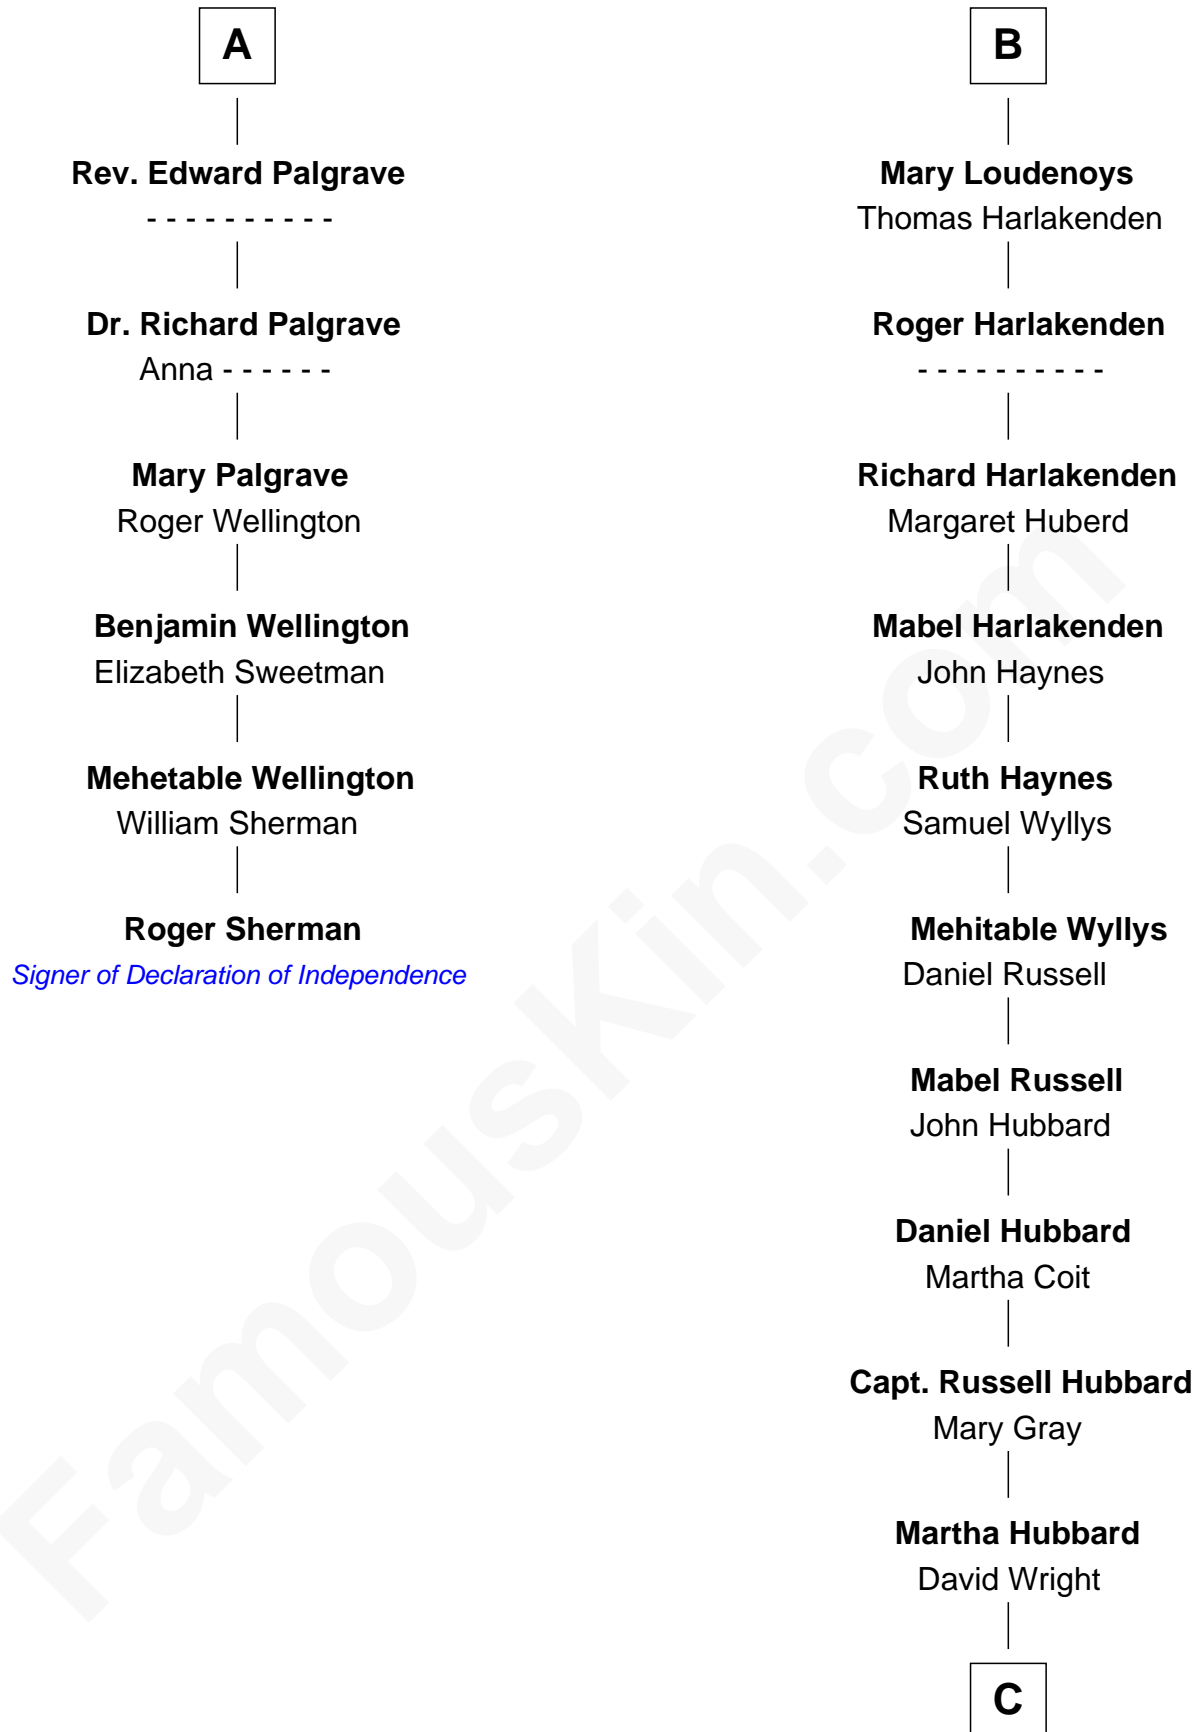 A
Rev. Edward Palgrave
- - - - - - - - - -
Dr. Richard Palgrave
Anna - - - - - -
Mary Palgrave
Roger Wellington
Benjamin Wellington
Elizabeth Sweetman
Mehetable Wellington
William Sherman
Roger Sherman
Signer of Declaration of Independence
B
Mary Loudenoys
Thomas Harlakenden
Roger Harlakenden
- - - - - - - - - -
Richard Harlakenden
Margaret Huberd
Mabel Harlakenden
John Haynes
Ruth Haynes
Samuel Wyllys
Mehitable Wyllys
Daniel Russell
Mabel Russell
John Hubbard
Daniel Hubbard
Martha Coit
Capt. Russell Hubbard
Mary Gray
Martha Hubbard
David Wright
C
FamousKin.com